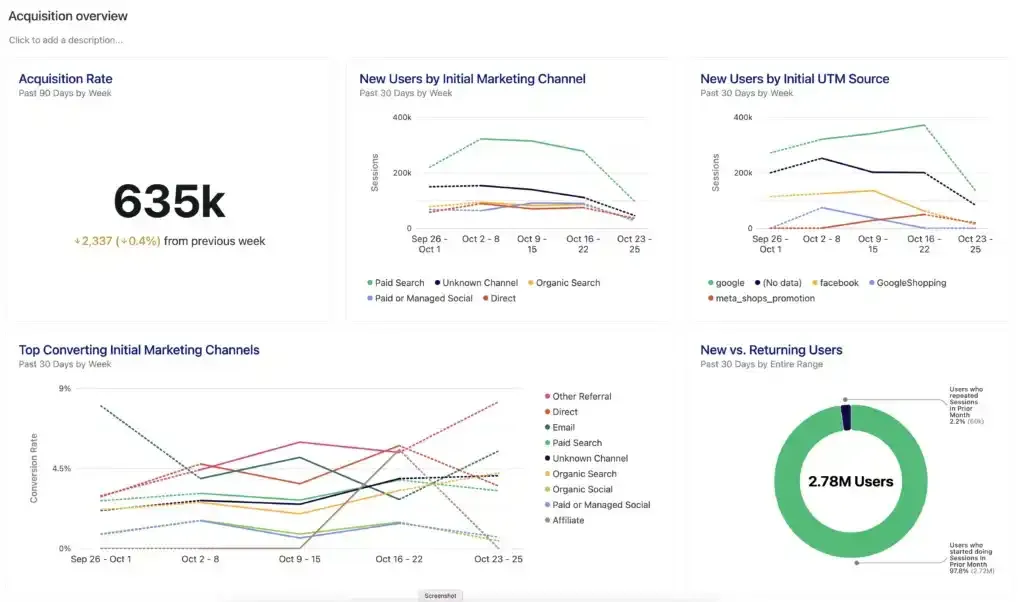 Acquisition overview
Click to add a description...
Acquisition Rate
Past 90 Days by Week
635k
↓2,337 (↓0.4%) from previous week
New Users by Initial Marketing Channel
Past 30 Days by Week
400k
200k
0
Sessions
Sep 26 - Oct 2 - 8 Oct 9 - Oct 16 - Oct 23 -
Oct 1 15 22 25
Paid Search Unknown Channel Organic Search
Paid or Managed Social Direct
New Users by Initial UTM Source
Past 30 Days by Week
400k
200k
0
Sessions
Sep 26 - Oct 2 - 8 Oct 9 - Oct 16 - Oct 23 -
Oct 1 15 22 25
google (No data) facebook GoogleShopping
meta_shops_promotion
Top Converting Initial Marketing Channels
Past 30 Days by Week
9%
4.5%
0%
Conversion Rate
Sep 26 - Oct 1 Oct 2 - 8 Oct 9 - 15 Oct 16 - 22 Oct 23 - 25
Other Referral
Direct
Email
Paid Search
Unknown Channel
Organic Search
Organic Social
Paid or Managed Social
Affiliate
New vs. Returning Users
Past 30 Days by Entire Range
Users who
repeated
Sessions
in Prior
Month
2.2% (60k)
2.78M Users
Users who
started doing
Sessions in
Prior Month
97.8% (2.72M)
Screenshot